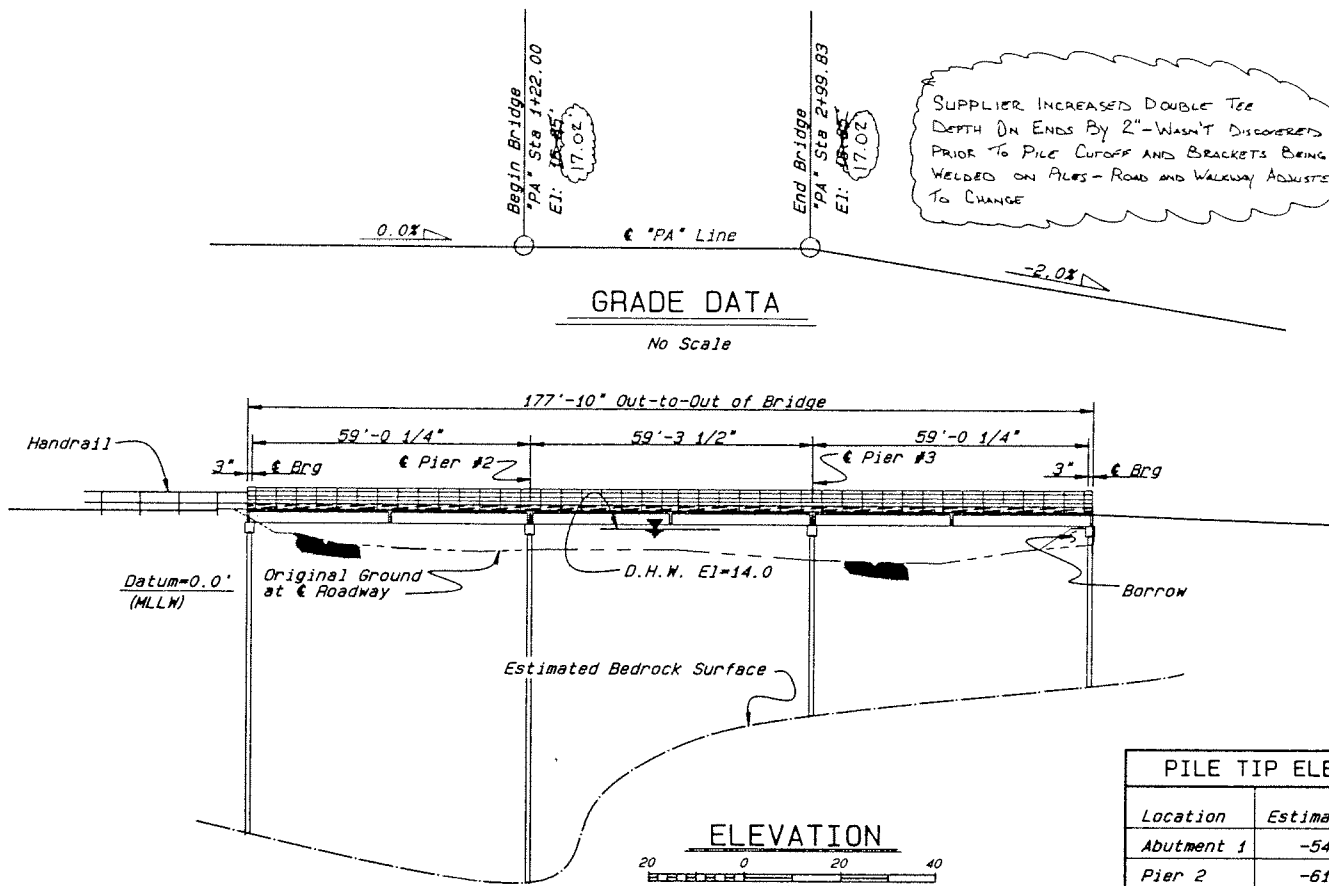 Begin Bridge
"PA" Sta 1+22.00
El: 16.85'
17.02'
End Bridge
"PA" Sta 2+99.83
El: 16.85'
17.02'
SUPPLIER INCREASED DOUBLE TEE
DEPTH ON ENDS BY 2"-WASN'T DISCOVERED
PRIOR TO PILE CUTOFF AND BRACKETS BEING
WELDED ON PILES - ROAD AND WALKWAY ADJUSTE
TO CHANGE
0.0%
℄ "PA" Line
-2.0%
GRADE DATA
No Scale
177'-10" Out-to-Out of Bridge
59'-0 1/4"
59'-3 1/2"
59'-0 1/4"
Handrail
3"
℄ Brg
℄ Pier #2
℄ Pier #3
3"
℄ Brg
Datum=0.0'
(MLLW)
Original Ground
at ℄ Roadway
D.H.W. El=14.0
Borrow
Estimated Bedrock Surface
ELEVATION
20 0 20 40
PILE TIP ELE
Location Estima
Abutment 1 -54
Pier 2 -61